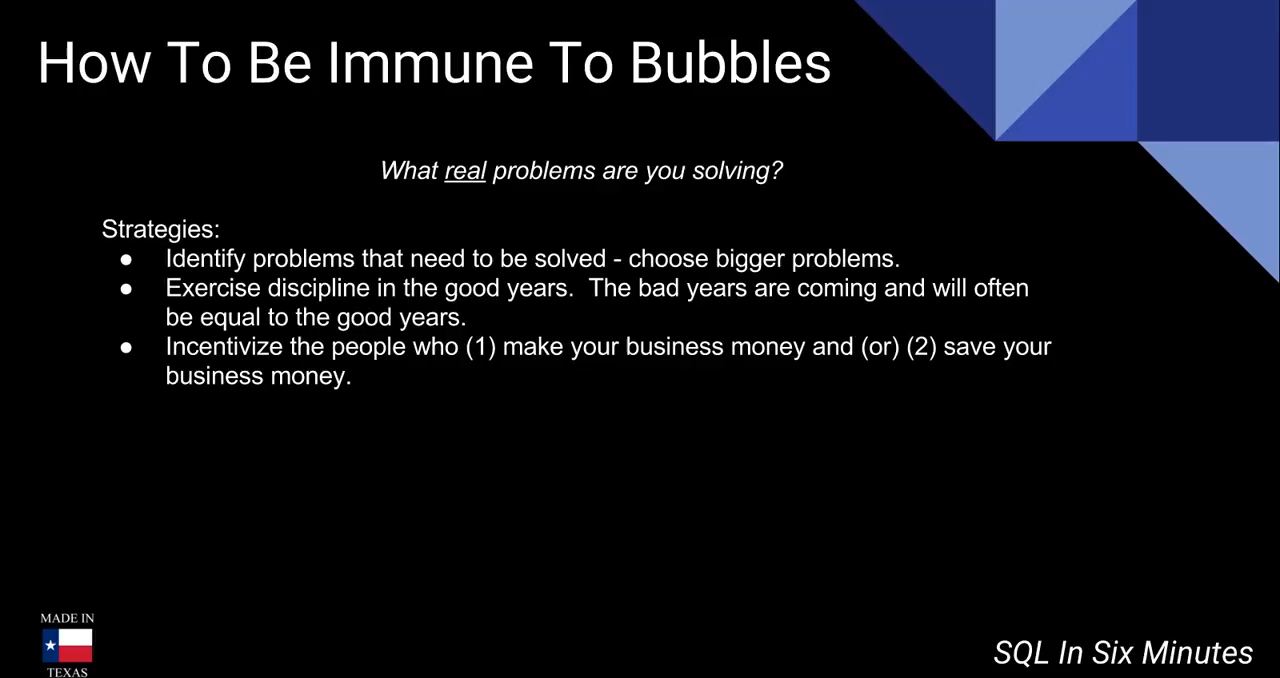 How To Be Immune To Bubbles
What real problems are you solving?
Strategies:
● Identify problems that need to be solved - choose bigger problems.
● Exercise discipline in the good years.  The bad years are coming and will often
be equal to the good years.
● Incentivize the people who (1) make your business money and (or) (2) save your
business money.
MADE IN
TEXAS
SQL In Six Minutes